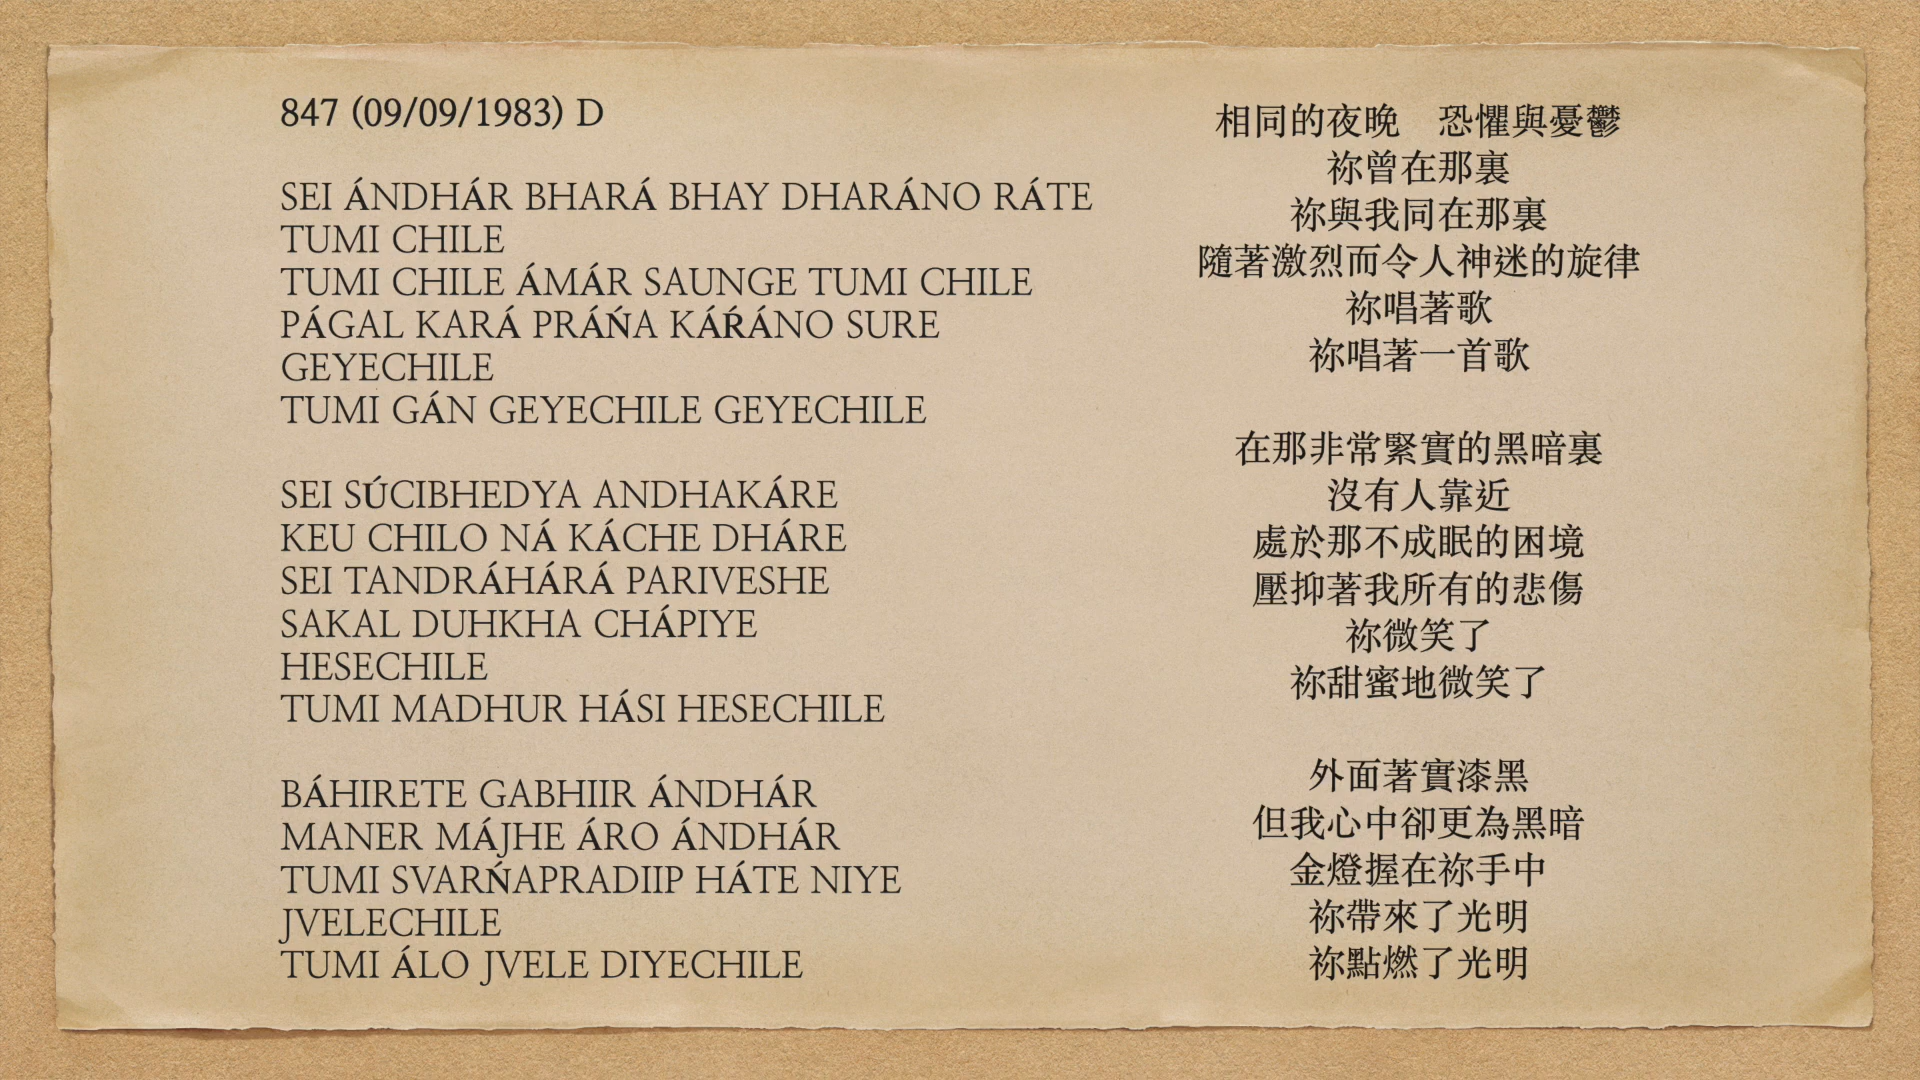 847 (09/09/1983) D
SEI ÁNDHÁR BHARÁ BHAY DHARÁNO RÁTE
TUMI CHILE
TUMI CHILE ÁMÁR SAUNGE TUMI CHILE
PÁGAL KARÁ PRÁŃA KÁŔÁNO SURE
GEYECHILE
TUMI GÁN GEYECHILE GEYECHILE
SEI SÚCIBHEDYA ANDHAKÁRE
KEU CHILO NÁ KÁCHE DHÁRE
SEI TANDRÁHÁRÁ PARIVESHE
SAKAL DUHKHA CHÁPIYE
HESECHILE
TUMI MADHUR HÁSI HESECHILE
BÁHIRETE GABHIIR ÁNDHÁR
MANER MÁJHE ÁRO ÁNDHÁR
TUMI SVARŃAPRADIIP HÁTE NIYE
JVELECHILE
TUMI ÁLO JVELE DIYECHILE
相同的夜晚　恐懼與憂鬱
祢曾在那裏
祢與我同在那裏
隨著激烈而令人神迷的旋律
祢唱著歌
祢唱著一首歌
在那非常緊實的黑暗裏
沒有人靠近
處於那不成眠的困境
壓抑著我所有的悲傷
祢微笑了
祢甜蜜地微笑了
外面著實漆黑
但我心中卻更為黑暗
金燈握在祢手中
祢帶來了光明
祢點燃了光明